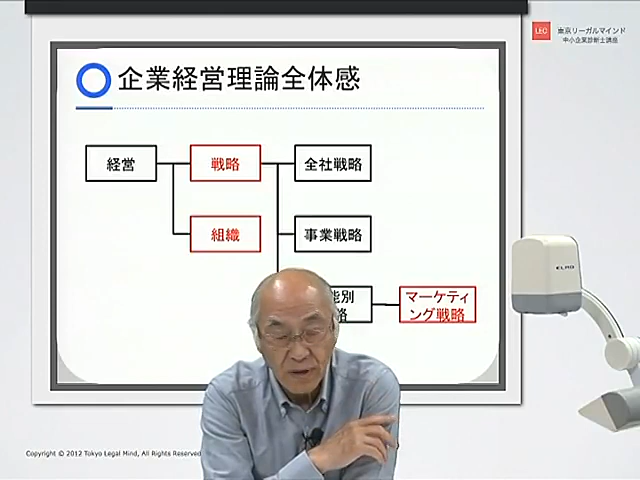 LEC 東京リーガルマインド
中小企業診断士講座
企業経営理論全体感
経営
戦略
全社戦略
組織
事業戦略
能別
略
マーケティ
ング戦略
ELMO
Copyright © 2012 Tokyo Legal Mind, All Rights Reserved